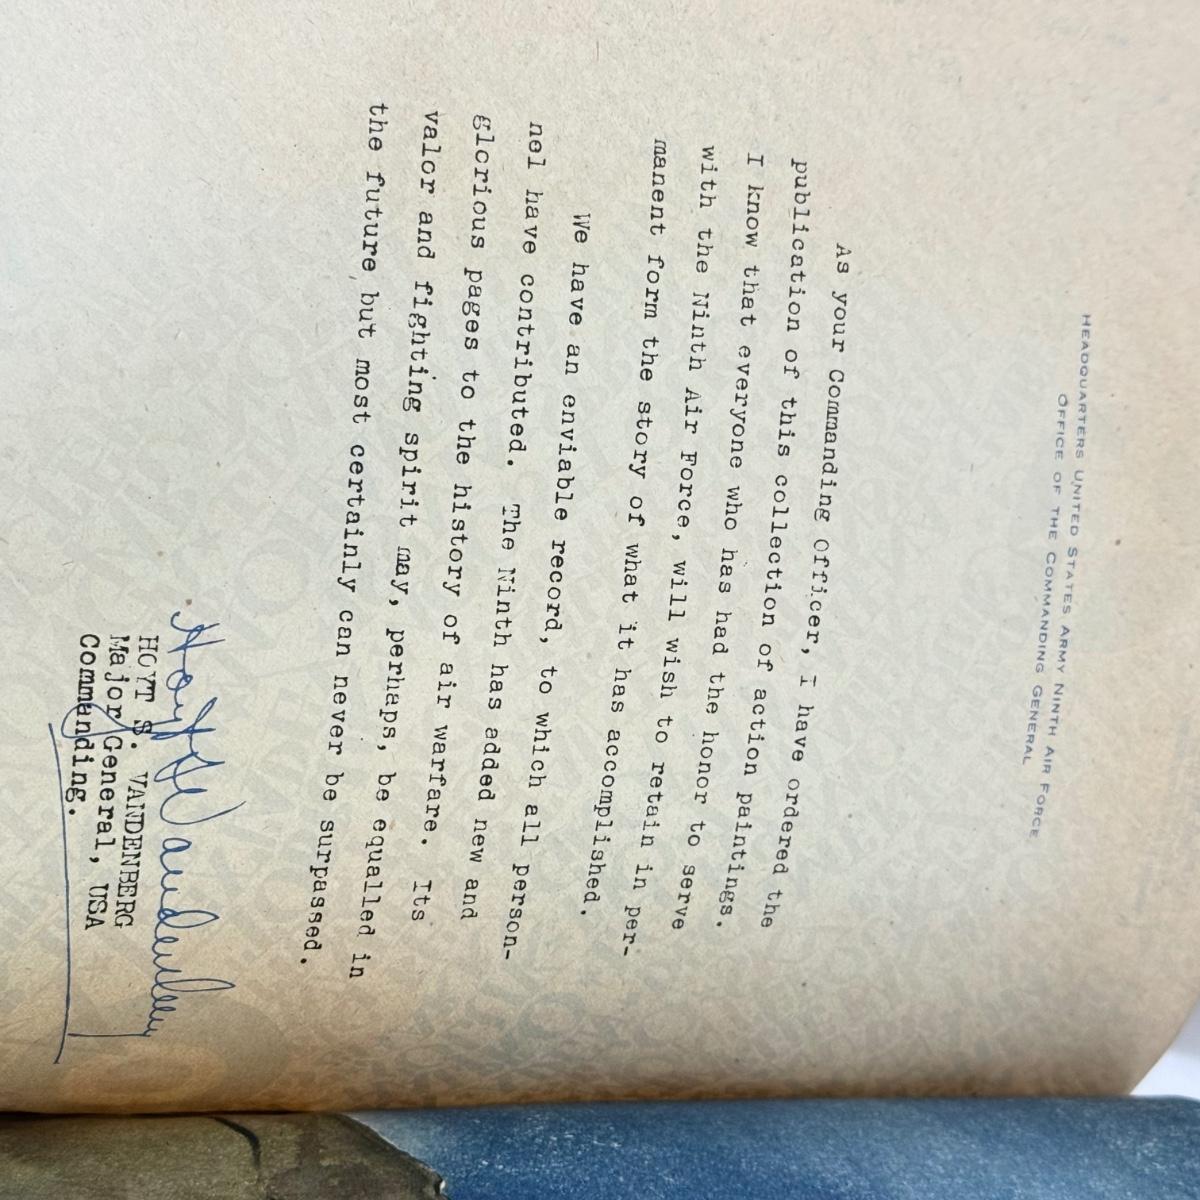 HEADQUARTERS UNITED STATES ARMY NINTH AIR FORCE
OFFICE OF THE COMMANDING GENERAL
As your Commanding Officer, I have ordered the
publication of this collection of action paintings.
I know that everyone who has had the honor to serve
with the Ninth Air Force, will wish to retain in per-
manent form the story of what it has accomplished.
We have an enviable record, to which all person-
nel have contributed. The Ninth has added new and
glorious pages to the history of air warfare. Its
valor and fighting spirit may, perhaps, be equalled in
the future but most certainly can never be surpassed.
Hoyt S Vandenberg
HOYT S. VANDENBERG
Major General, USA
Commanding.